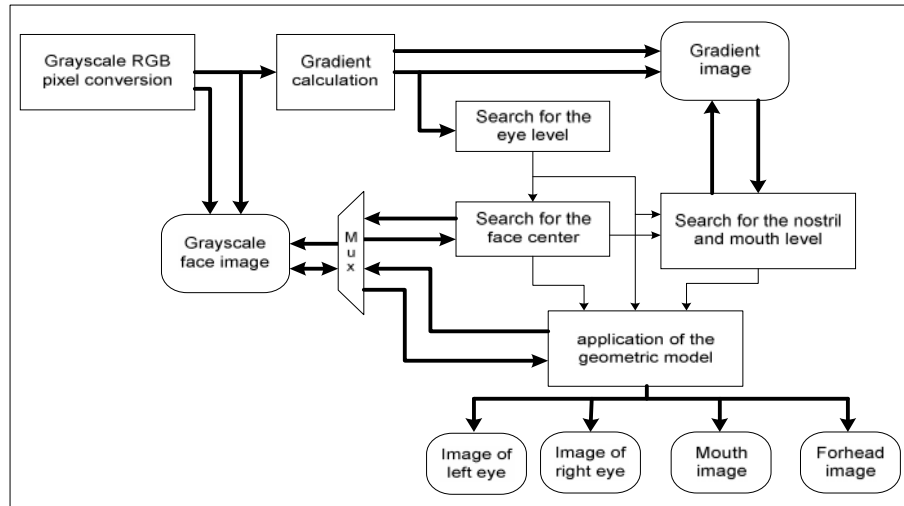 Grayscale RGB
pixel conversion
Gradient
calculation
Gradient
image
Search for the
eye level
Search for the
face center
Search for the nostril
and mouth level
Grayscale
face image
M
u
x
application of the
geometric model
Image of
left eye
Image of
right eye
Mouth
image
Forhead
image